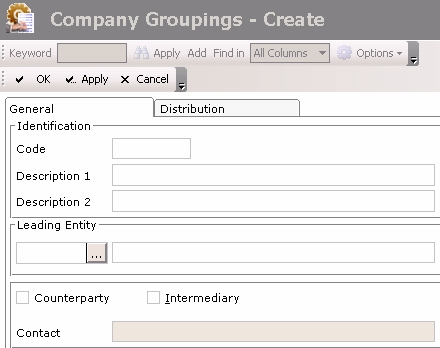 Company Groupings - Create
Keyword Apply Add Find in All Columns Options
OK Apply Cancel
General Distribution
Identification
Code
Description 1
Description 2
Leading Entity
...
Counterparty Intermediary
Contact